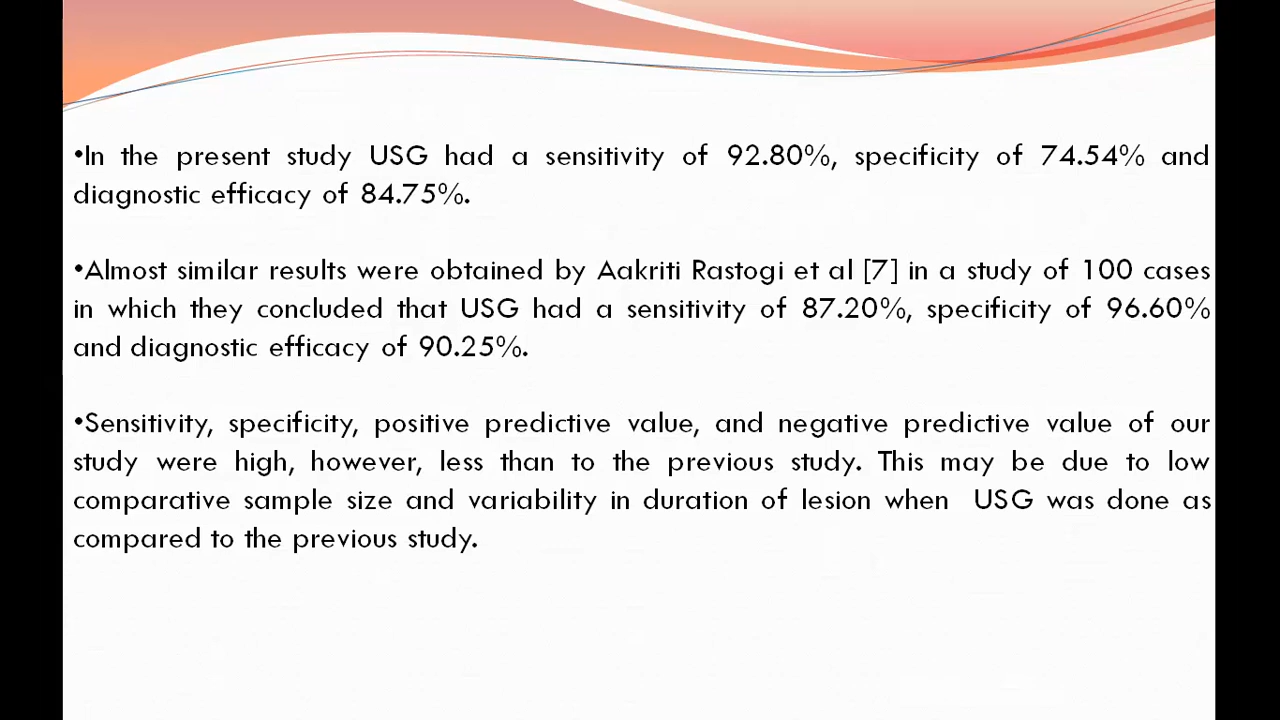 •In the present study USG had a sensitivity of 92.80%, specificity of 74.54% and
diagnostic efficacy of 84.75%.
•Almost similar results were obtained by Aakriti Rastogi et al [7] in a study of 100 cases
in which they concluded that USG had a sensitivity of 87.20%, specificity of 96.60%
and diagnostic efficacy of 90.25%.
•Sensitivity, specificity, positive predictive value, and negative predictive value of our
study were high, however, less than to the previous study. This may be due to low
comparative sample size and variability in duration of lesion when USG was done as
compared to the previous study.